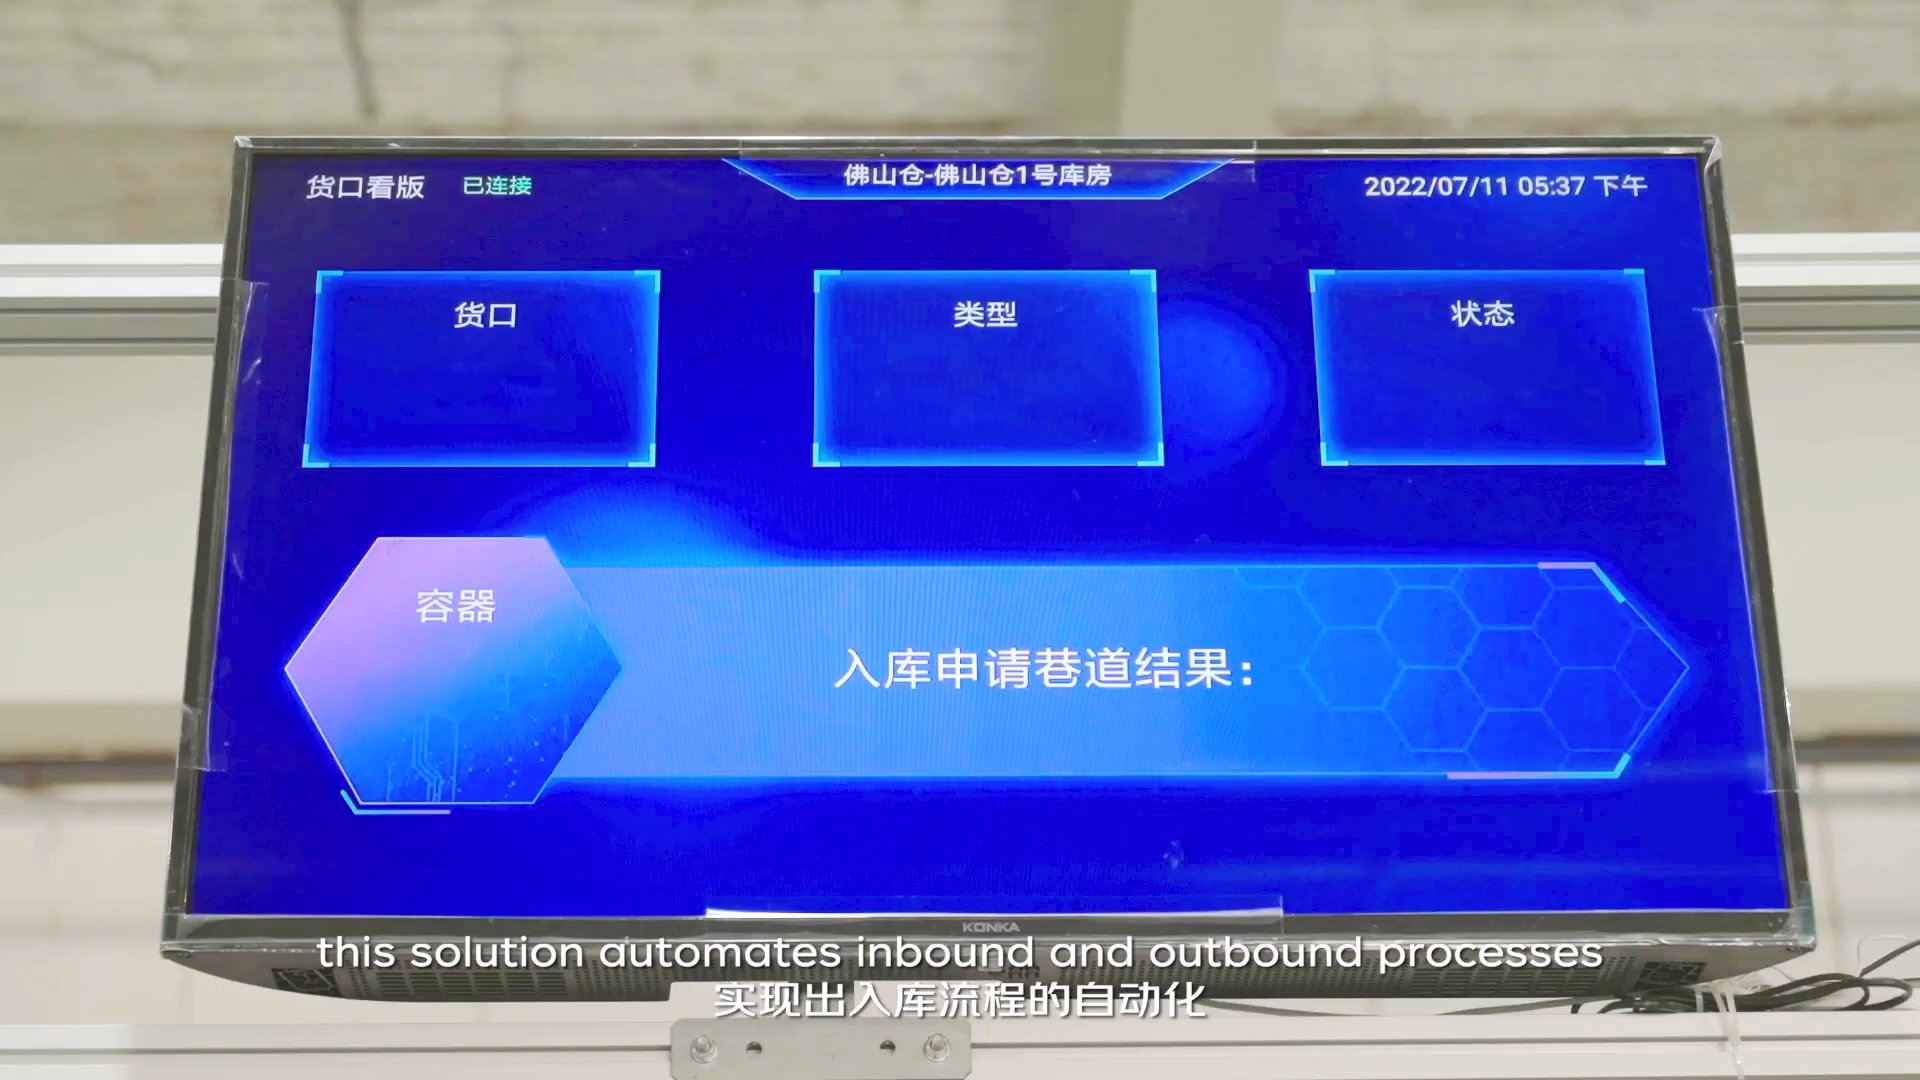 货口看版 已连接
佛山仓-佛山仓1号库房
2022/07/11 05:37 下午
货口
类型
状态
容器
入库申请巷道结果：
KONKA
this solution automates inbound and outbound processes
实现出入库流程的自动化